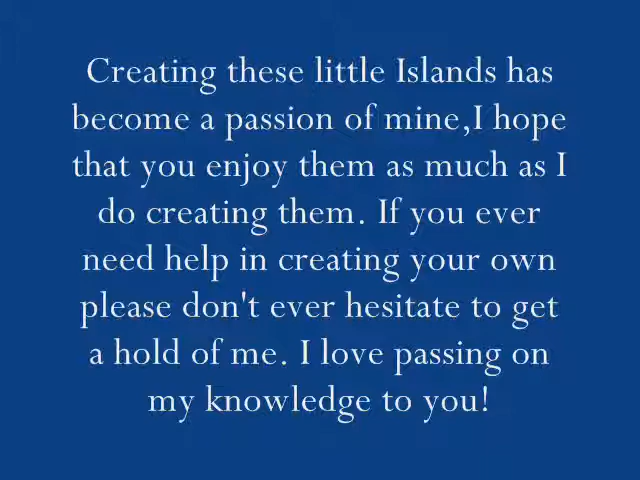 Creating these little Islands has
become a passion of mine,I hope
that you enjoy them as much as I
do creating them. If you ever
need help in creating your own
please don't ever hesitate to get
a hold of me. I love passing on
my knowledge to you!